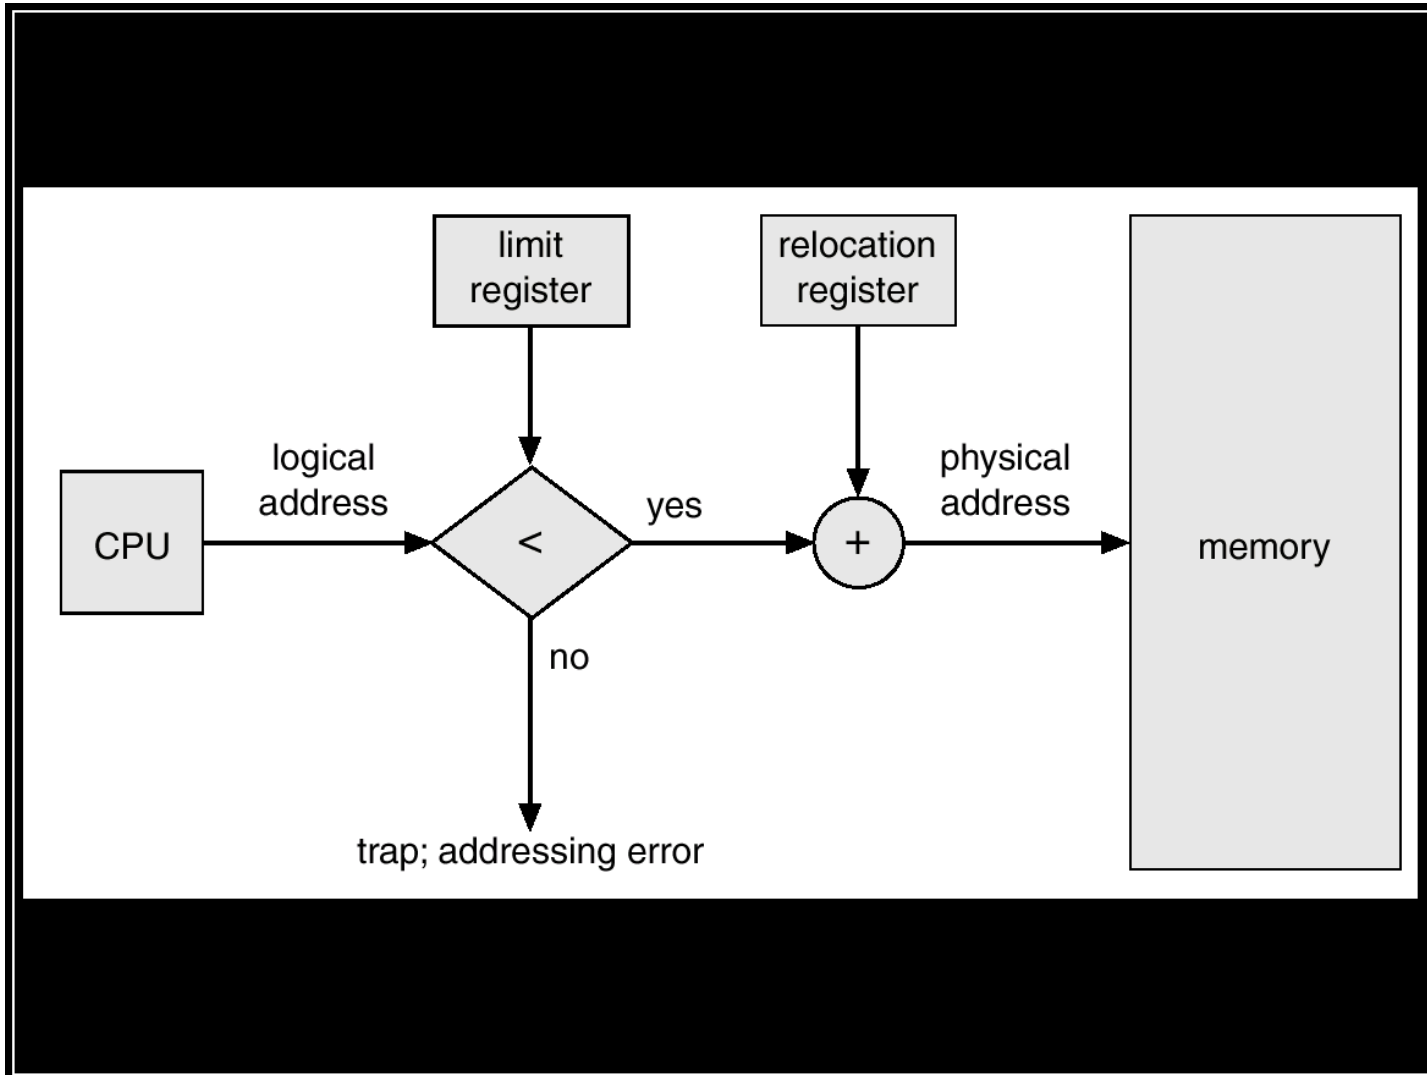 limit
register
relocation
register
logical
address
physical
address
CPU
<
yes
+
memory
no
trap; addressing error